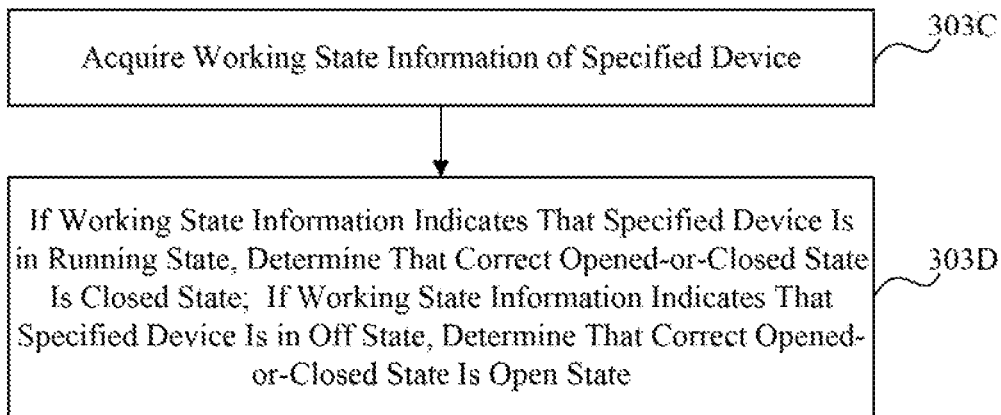 Acquire Working State Information of Specified Device
303C
If Working State Information Indicates That Specified Device Is
in Running State, Determine That Correct Opened-or-Closed State
Is Closed State; If Working State Information Indicates That
Specified Device Is in Off State, Determine That Correct Opened-
or-Closed State Is Open State
303D